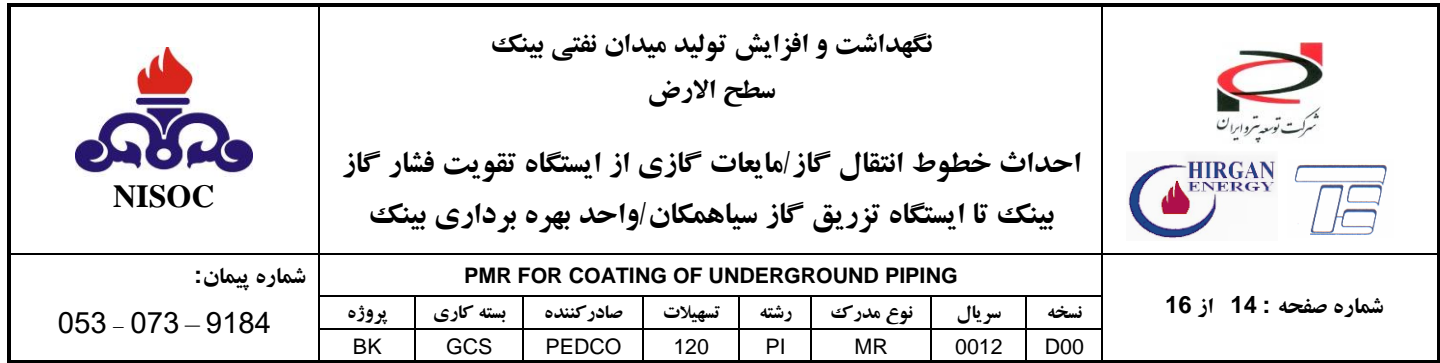 نگهداشت و افزایش تولید میدان نفتی بینک
سطح الارض
احداث خطوط انتقال گاز/مایعات گازی از ایستگاه تقویت فشار گاز
بینک تا ایستگاه تزریق گاز سیاهمکان/واحد بهره برداری بینک
شرکت توسعه پترو ایران
HIRGAN
ENERGY
NISOC
شماره پیمان:
053 – 073 – 9184
PMR FOR COATING OF UNDERGROUND PIPING
پروژه بسته کاری صادرکننده تسهیلات رشته نوع مدرک سریال نسخه
BK GCS PEDCO 120 PI MR 0012 D00
شماره صفحه : 14 از 16